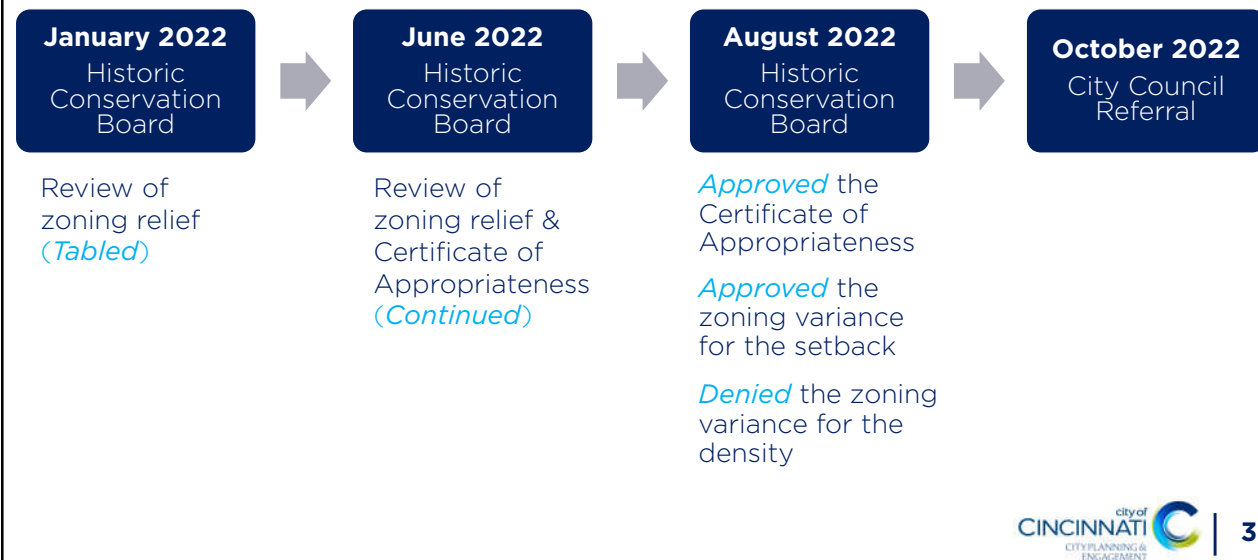 January 2022
Historic
Conservation
Board
Review of
zoning relief
(Tabled)
June 2022
Historic
Conservation
Board
Review of
zoning relief &
Certificate of
Appropriateness
(Continued)
August 2022
Historic
Conservation
Board
Approved the
Certificate of
Appropriateness
Approved the
zoning variance
for the setback
Denied the zoning
variance for the
density
October 2022
City Council
Referral
city of
CINCINNATI
CITY PLANNING &
ENGAGEMENT
3